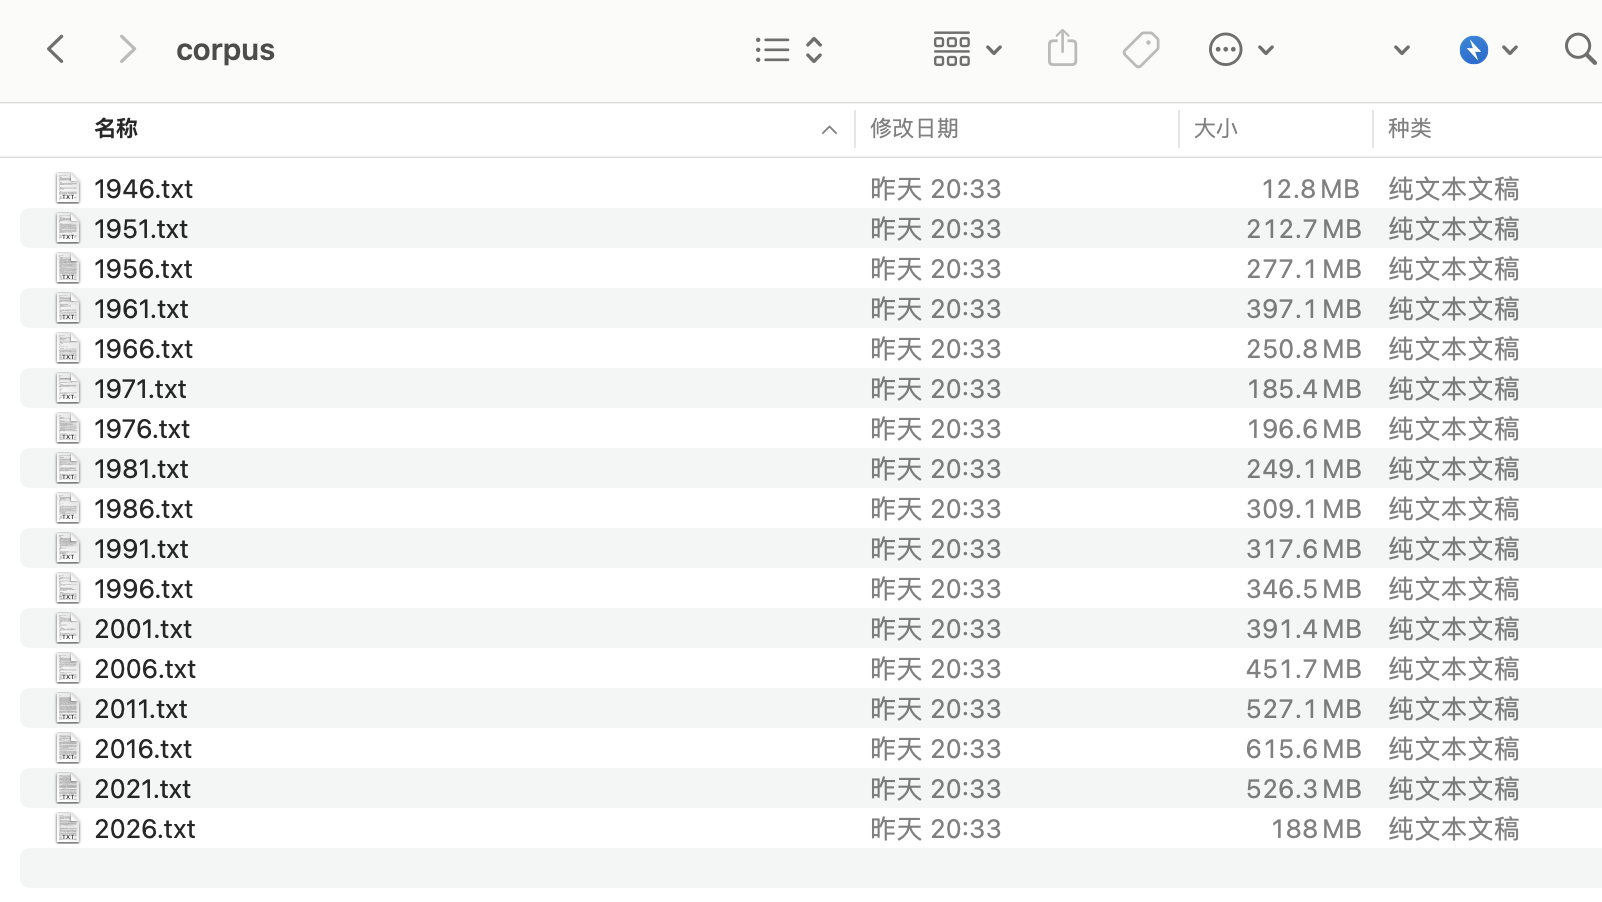 corpus
名称 修改日期 大小 种类
1946.txt 昨天 20:33 12.8 MB 纯文本文稿
1951.txt 昨天 20:33 212.7 MB 纯文本文稿
1956.txt 昨天 20:33 277.1 MB 纯文本文稿
1961.txt 昨天 20:33 397.1 MB 纯文本文稿
1966.txt 昨天 20:33 250.8 MB 纯文本文稿
1971.txt 昨天 20:33 185.4 MB 纯文本文稿
1976.txt 昨天 20:33 196.6 MB 纯文本文稿
1981.txt 昨天 20:33 249.1 MB 纯文本文稿
1986.txt 昨天 20:33 309.1 MB 纯文本文稿
1991.txt 昨天 20:33 317.6 MB 纯文本文稿
1996.txt 昨天 20:33 346.5 MB 纯文本文稿
2001.txt 昨天 20:33 391.4 MB 纯文本文稿
2006.txt 昨天 20:33 451.7 MB 纯文本文稿
2011.txt 昨天 20:33 527.1 MB 纯文本文稿
2016.txt 昨天 20:33 615.6 MB 纯文本文稿
2021.txt 昨天 20:33 526.3 MB 纯文本文稿
2026.txt 昨天 20:33 188 MB 纯文本文稿